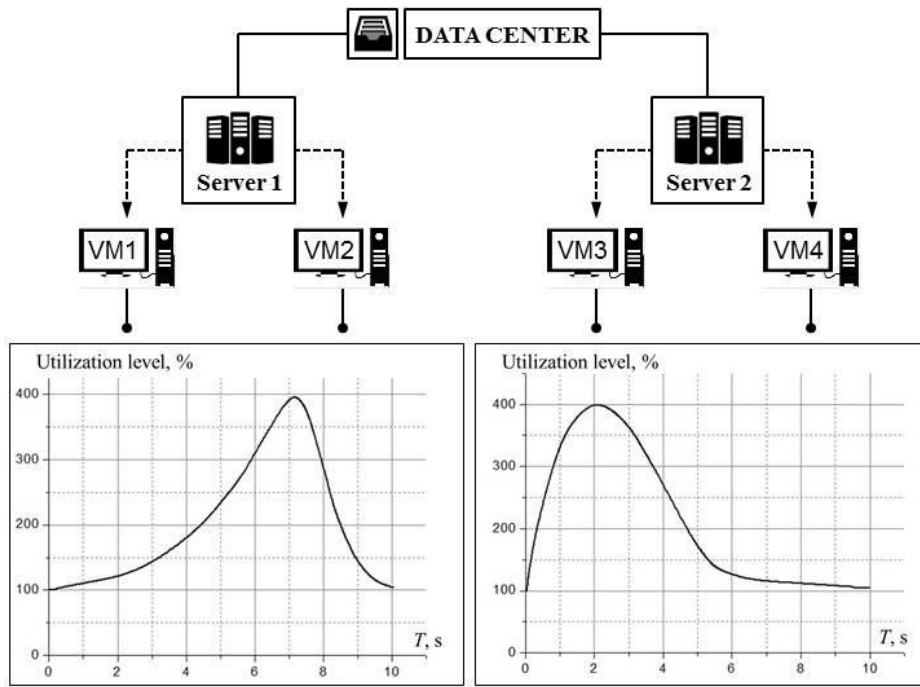 DATA CENTER
Server 1
Server 2
VM1
VM2
VM3
VM4
Utilization level, %
400
300
200
100
0
0 2 4 6 8 10
T, s
Utilization level, %
400
300
200
100
0
0 2 4 6 8 10
T, s